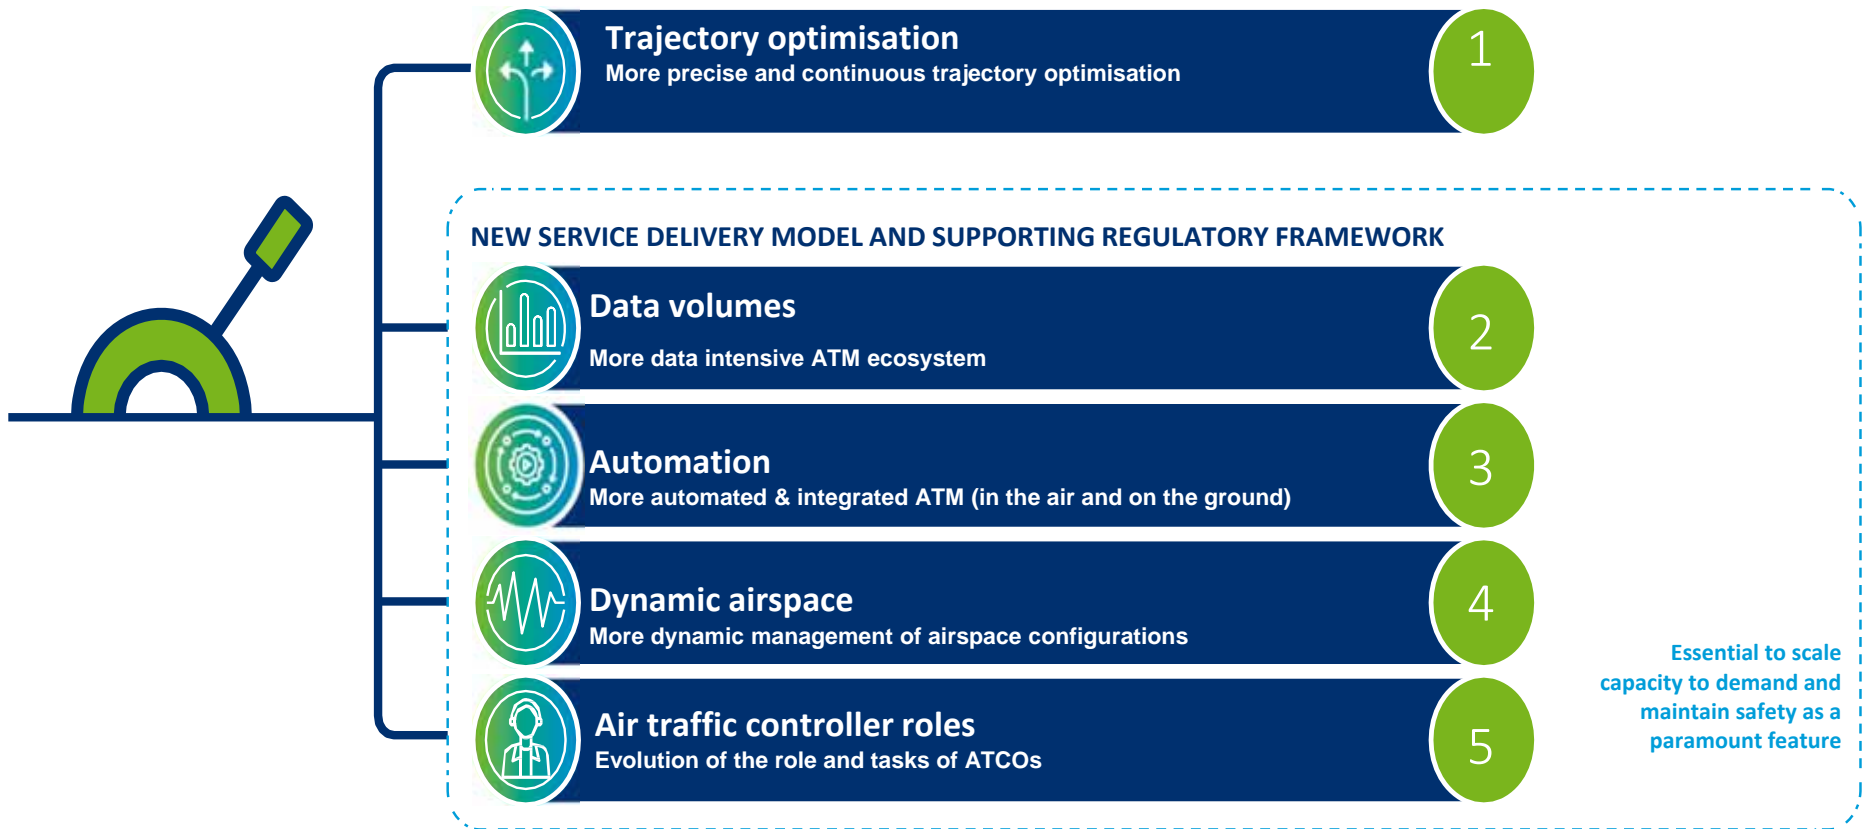 Trajectory optimisation
More precise and continuous trajectory optimisation
1
NEW SERVICE DELIVERY MODEL AND SUPPORTING REGULATORY FRAMEWORK
Data volumes
More data intensive ATM ecosystem
2
Automation
More automated & integrated ATM (in the air and on the ground)
3
Dynamic airspace
More dynamic management of airspace configurations
4
Air traffic controller roles
Evolution of the role and tasks of ATCOs
5
Essential to scale
capacity to demand and
maintain safety as a
paramount feature